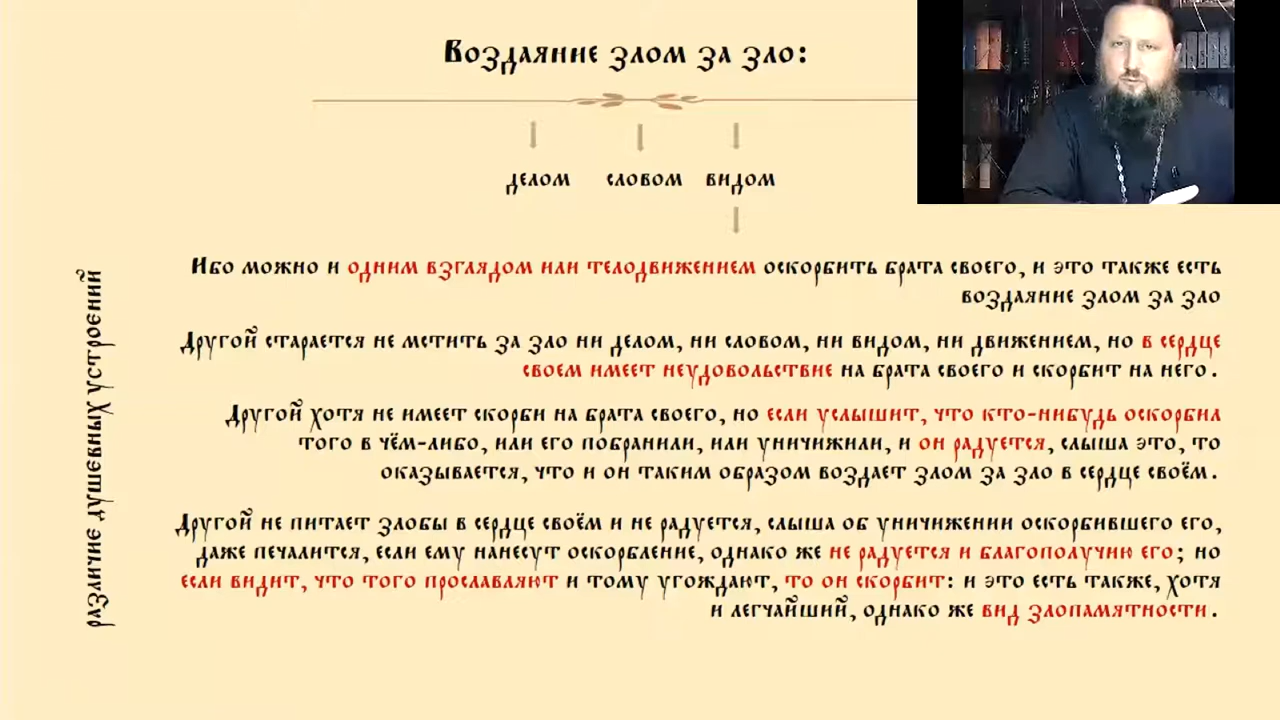 Воздаяние злом за зло:
делом словом видом
Ибо можно и одним взглядом или телодвижением оскорбить брата своего, и это также есть
воздаяние злом за зло
Другой старается не мстить за зло ни делом, ни словом, ни видом, ни движением, но в сердце
своем имеет неудовольствие на брата своего и скорбит на него.
Другой хотя не имеет скорби на брата своего, но если услышит, что кто-нибудь оскорбил
того в чём-либо, или его побранили, или уничижили, и он радуется, слыша это, то
оказывается, что и он таким образом воздает злом за зло в сердце своём.
Другой не питает злобы в сердце своём и не радуется, слыша об уничижении оскорбившего его,
даже печалится, если ему нанесут оскорбление, однако же не радуется и благополучию его; но
если видит, что того прославляют и тому угождают, то он скорбит: и это есть также, хотя
и легчайший, однако же вид злопамятности.
различие душевных устроений